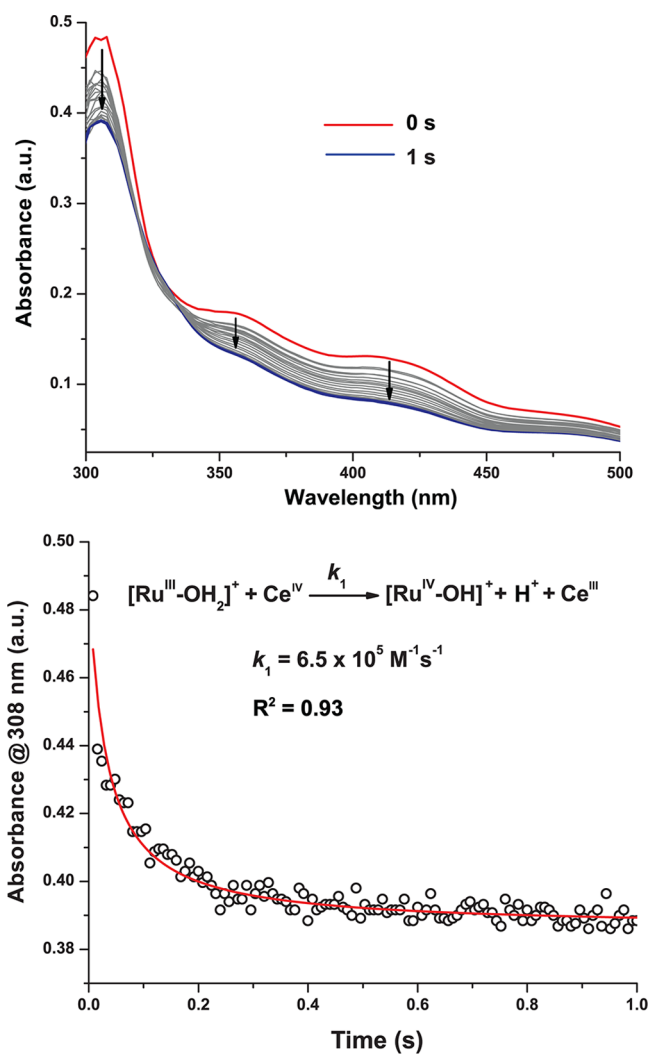 0.5
0.4
0.3
0.2
0.1
Absorbance (a.u.)
0 s
1 s
300 350 400 450 500
Wavelength (nm)
0.50
0.48
0.46
0.44
0.42
0.40
0.38
Absorbance @308 nm (a.u.)
k₁
[Ruᴵᴵᴵ-OH₂]⁺ + Ceᴵⱽ → [Ruᴵⱽ-OH]⁺ + H⁺ + Ceᴵᴵᴵ
k₁ = 6.5 x 10⁵ M⁻¹s⁻¹
R² = 0.93
0.0 0.2 0.4 0.6 0.8 1.0
Time (s)